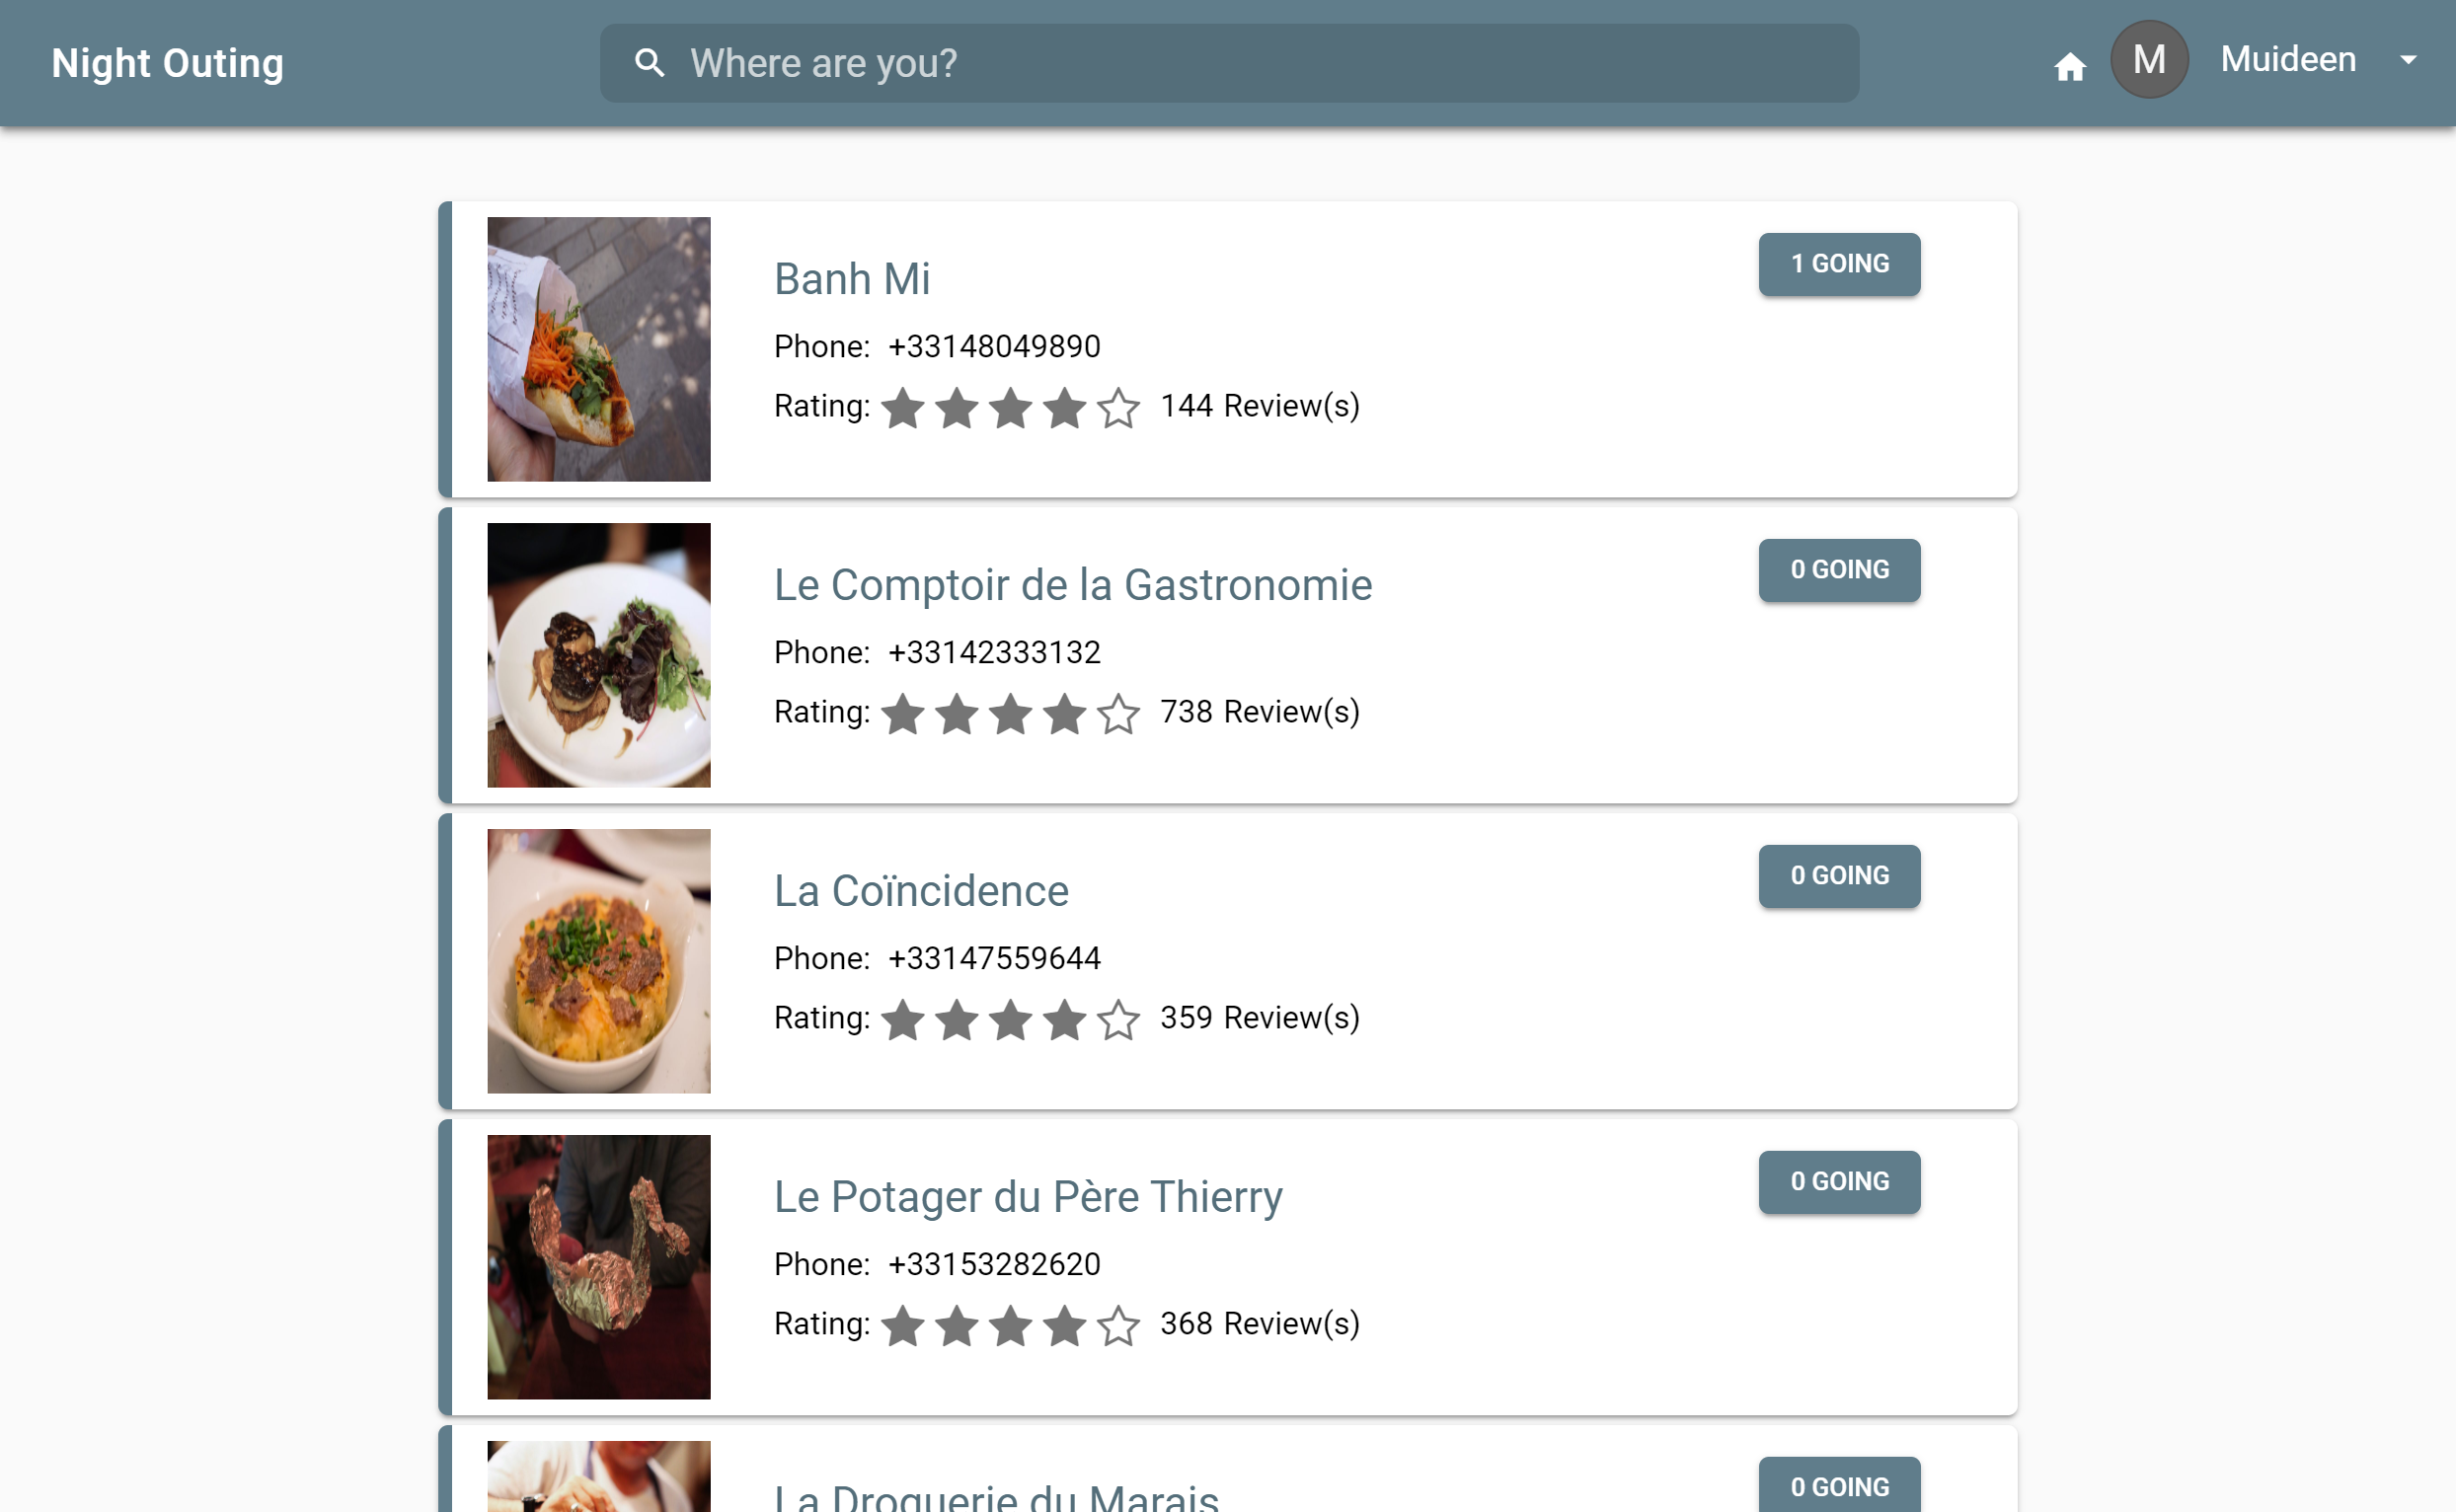 Night Outing
Where are you?
M
Muideen
Banh Mi
1 GOING
Phone: +33148049890
Rating: 144 Review(s)
Le Comptoir de la Gastronomie
0 GOING
Phone: +33142333132
Rating: 738 Review(s)
La Coïncidence
0 GOING
Phone: +33147559644
Rating: 359 Review(s)
Le Potager du Père Thierry
0 GOING
Phone: +33153282620
Rating: 368 Review(s)
La Droguerie du Marais
0 GOING